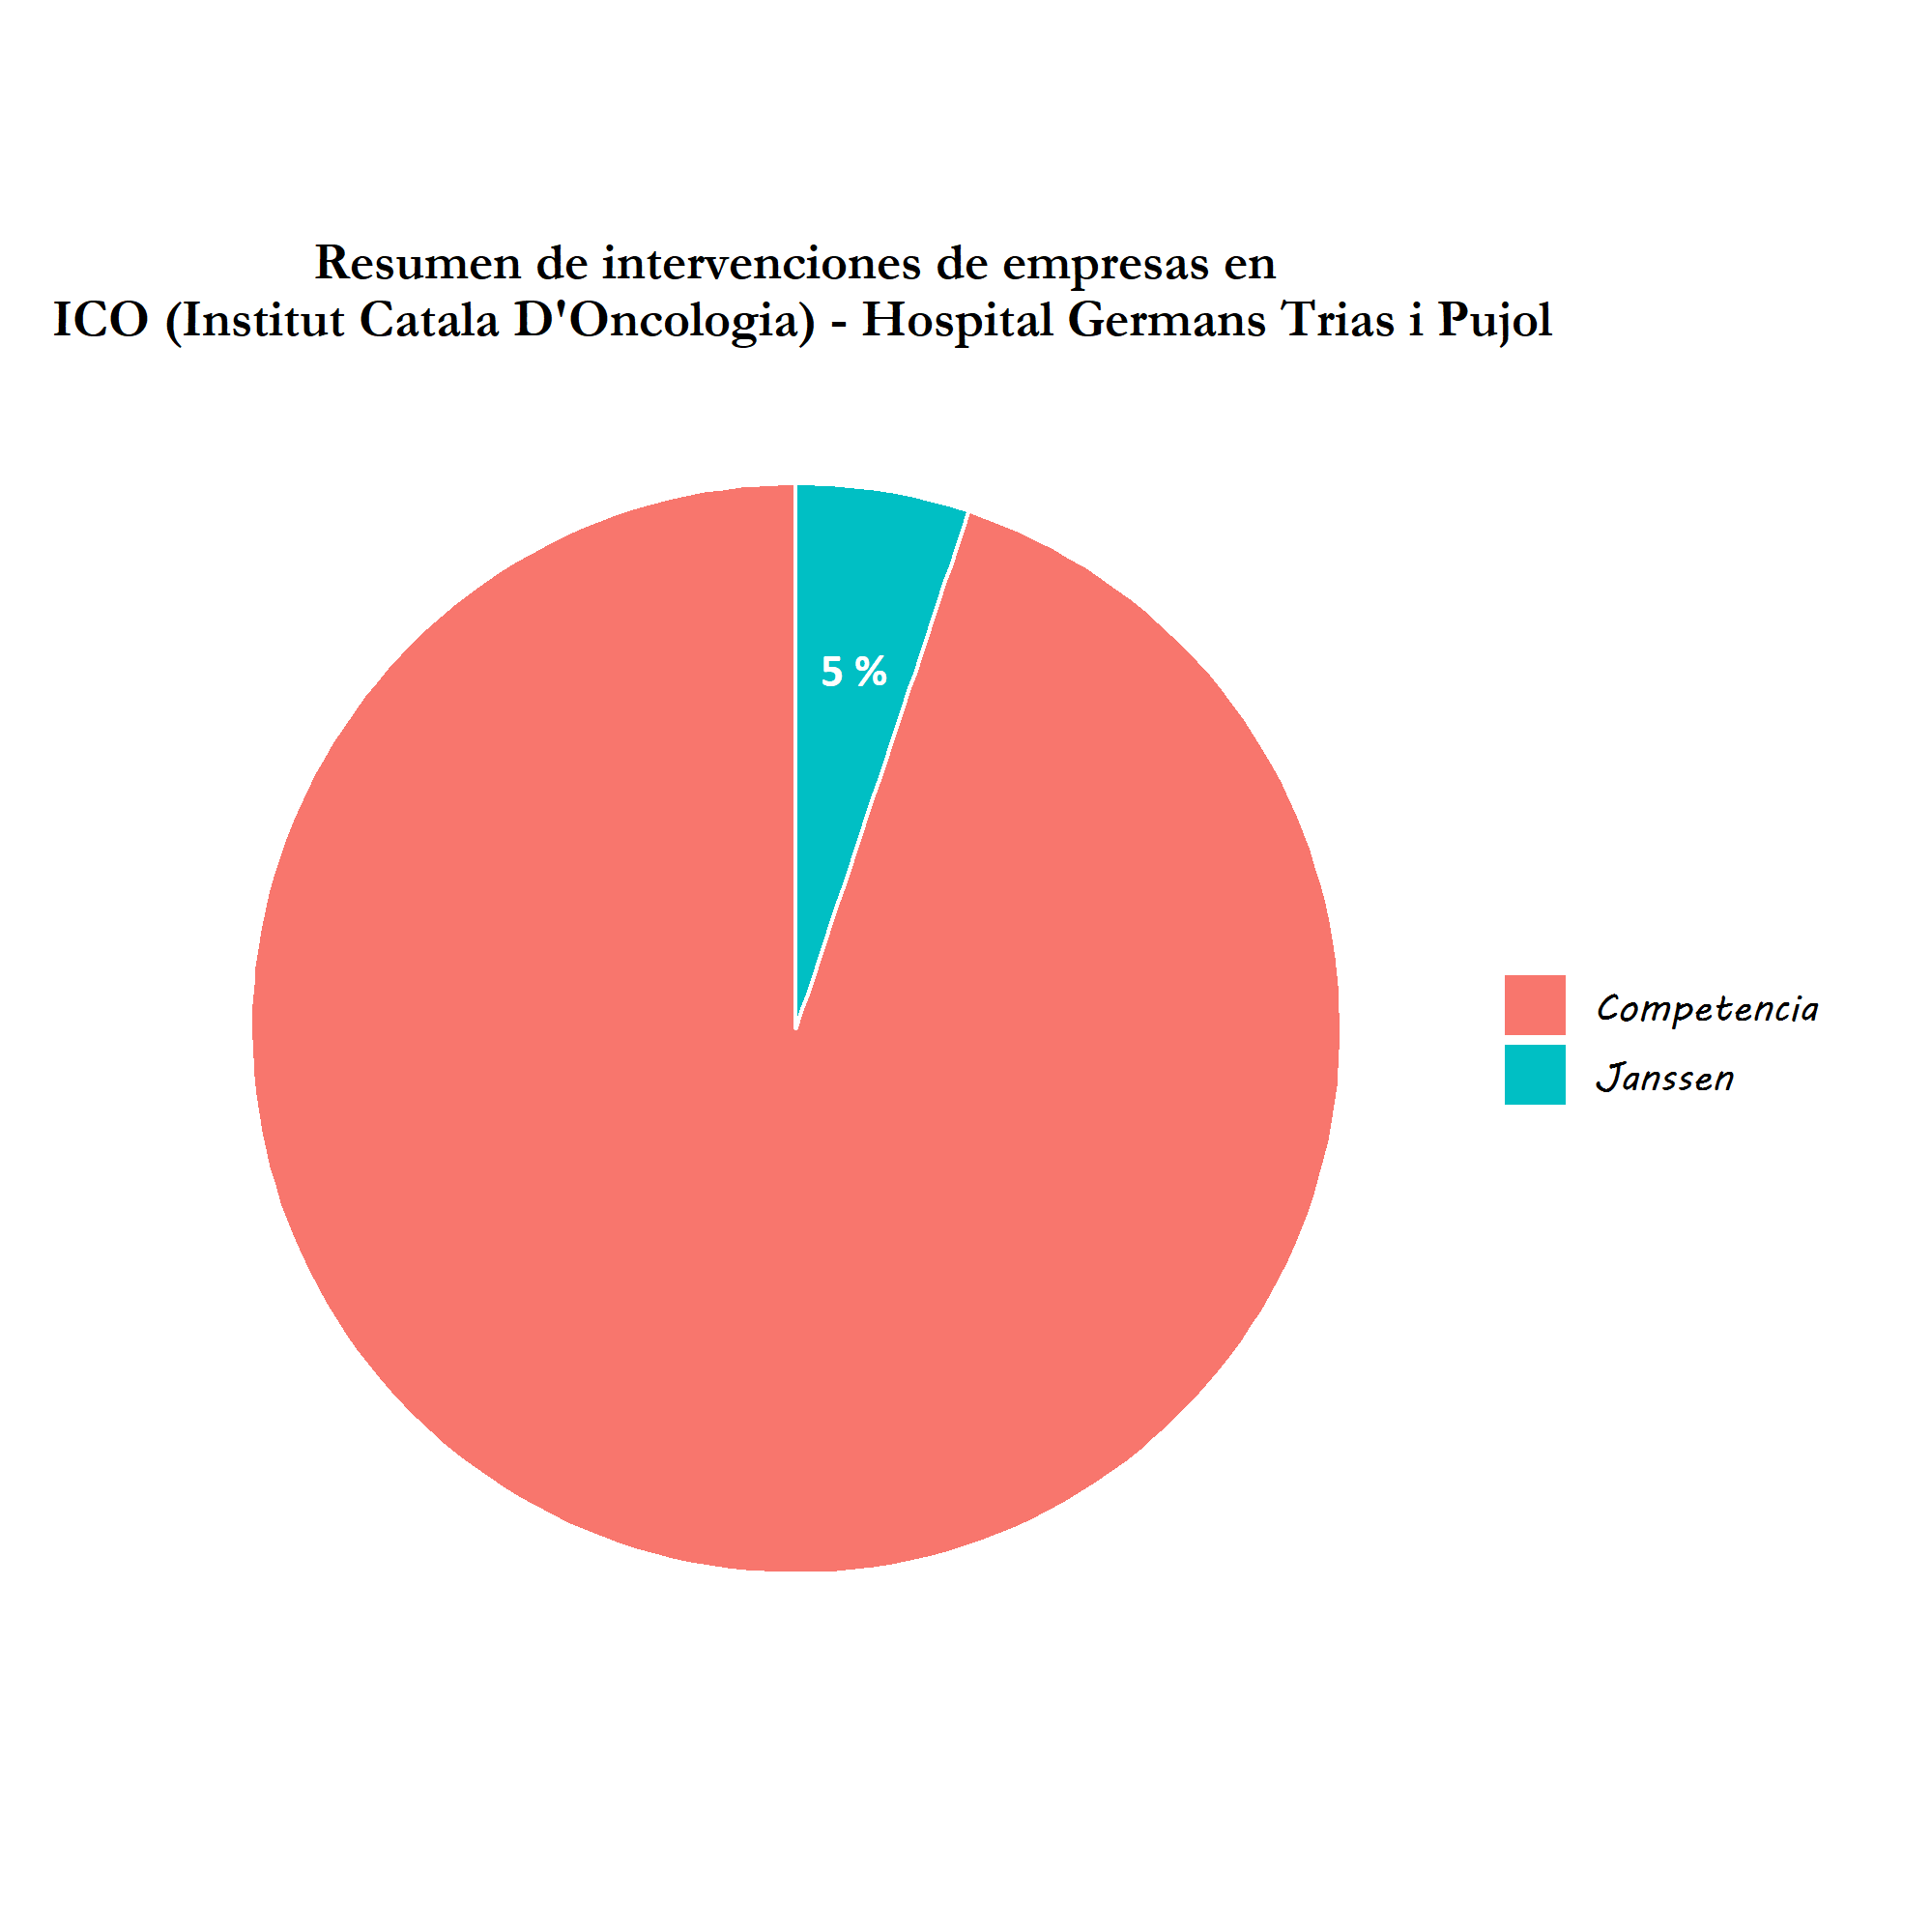 Resumen de intervenciones de empresas en
ICO (Institut Catala D'Oncologia) - Hospital Germans Trias i Pujol
5 %
Competencia
Janssen